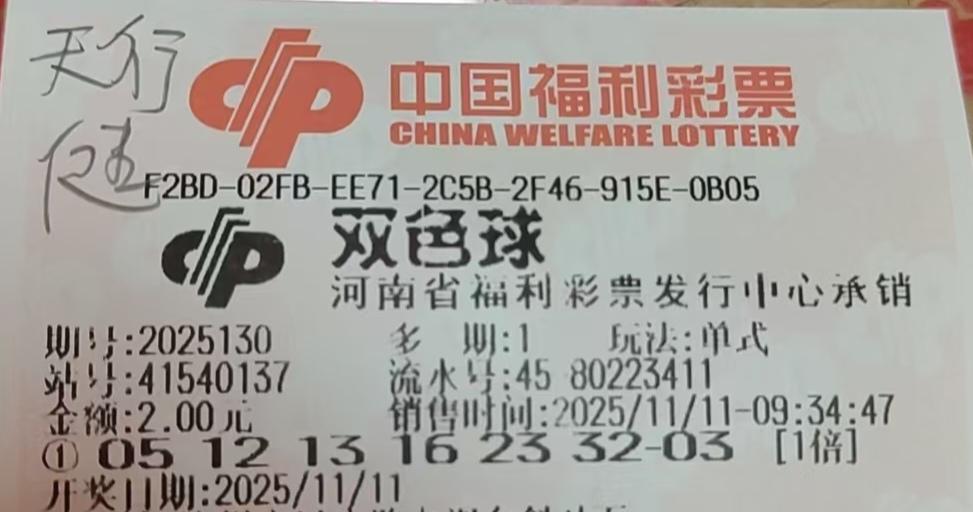 天行
健
中国福利彩票
CHINA WELFARE LOTTERY
F2BD-02FB-EE71-2C5B-2F46-915E-0B05
双色球
河南省福利彩票发行中心承销
期号:2025130 多 期:1 玩法:单式
站号:41540137 流水号:45 80223411
金额:2.00元 销售时间:2025/11/11-09:34:47
① 05 12 13 16 23 32-03 [1倍]
开奖日期:2025/11/11